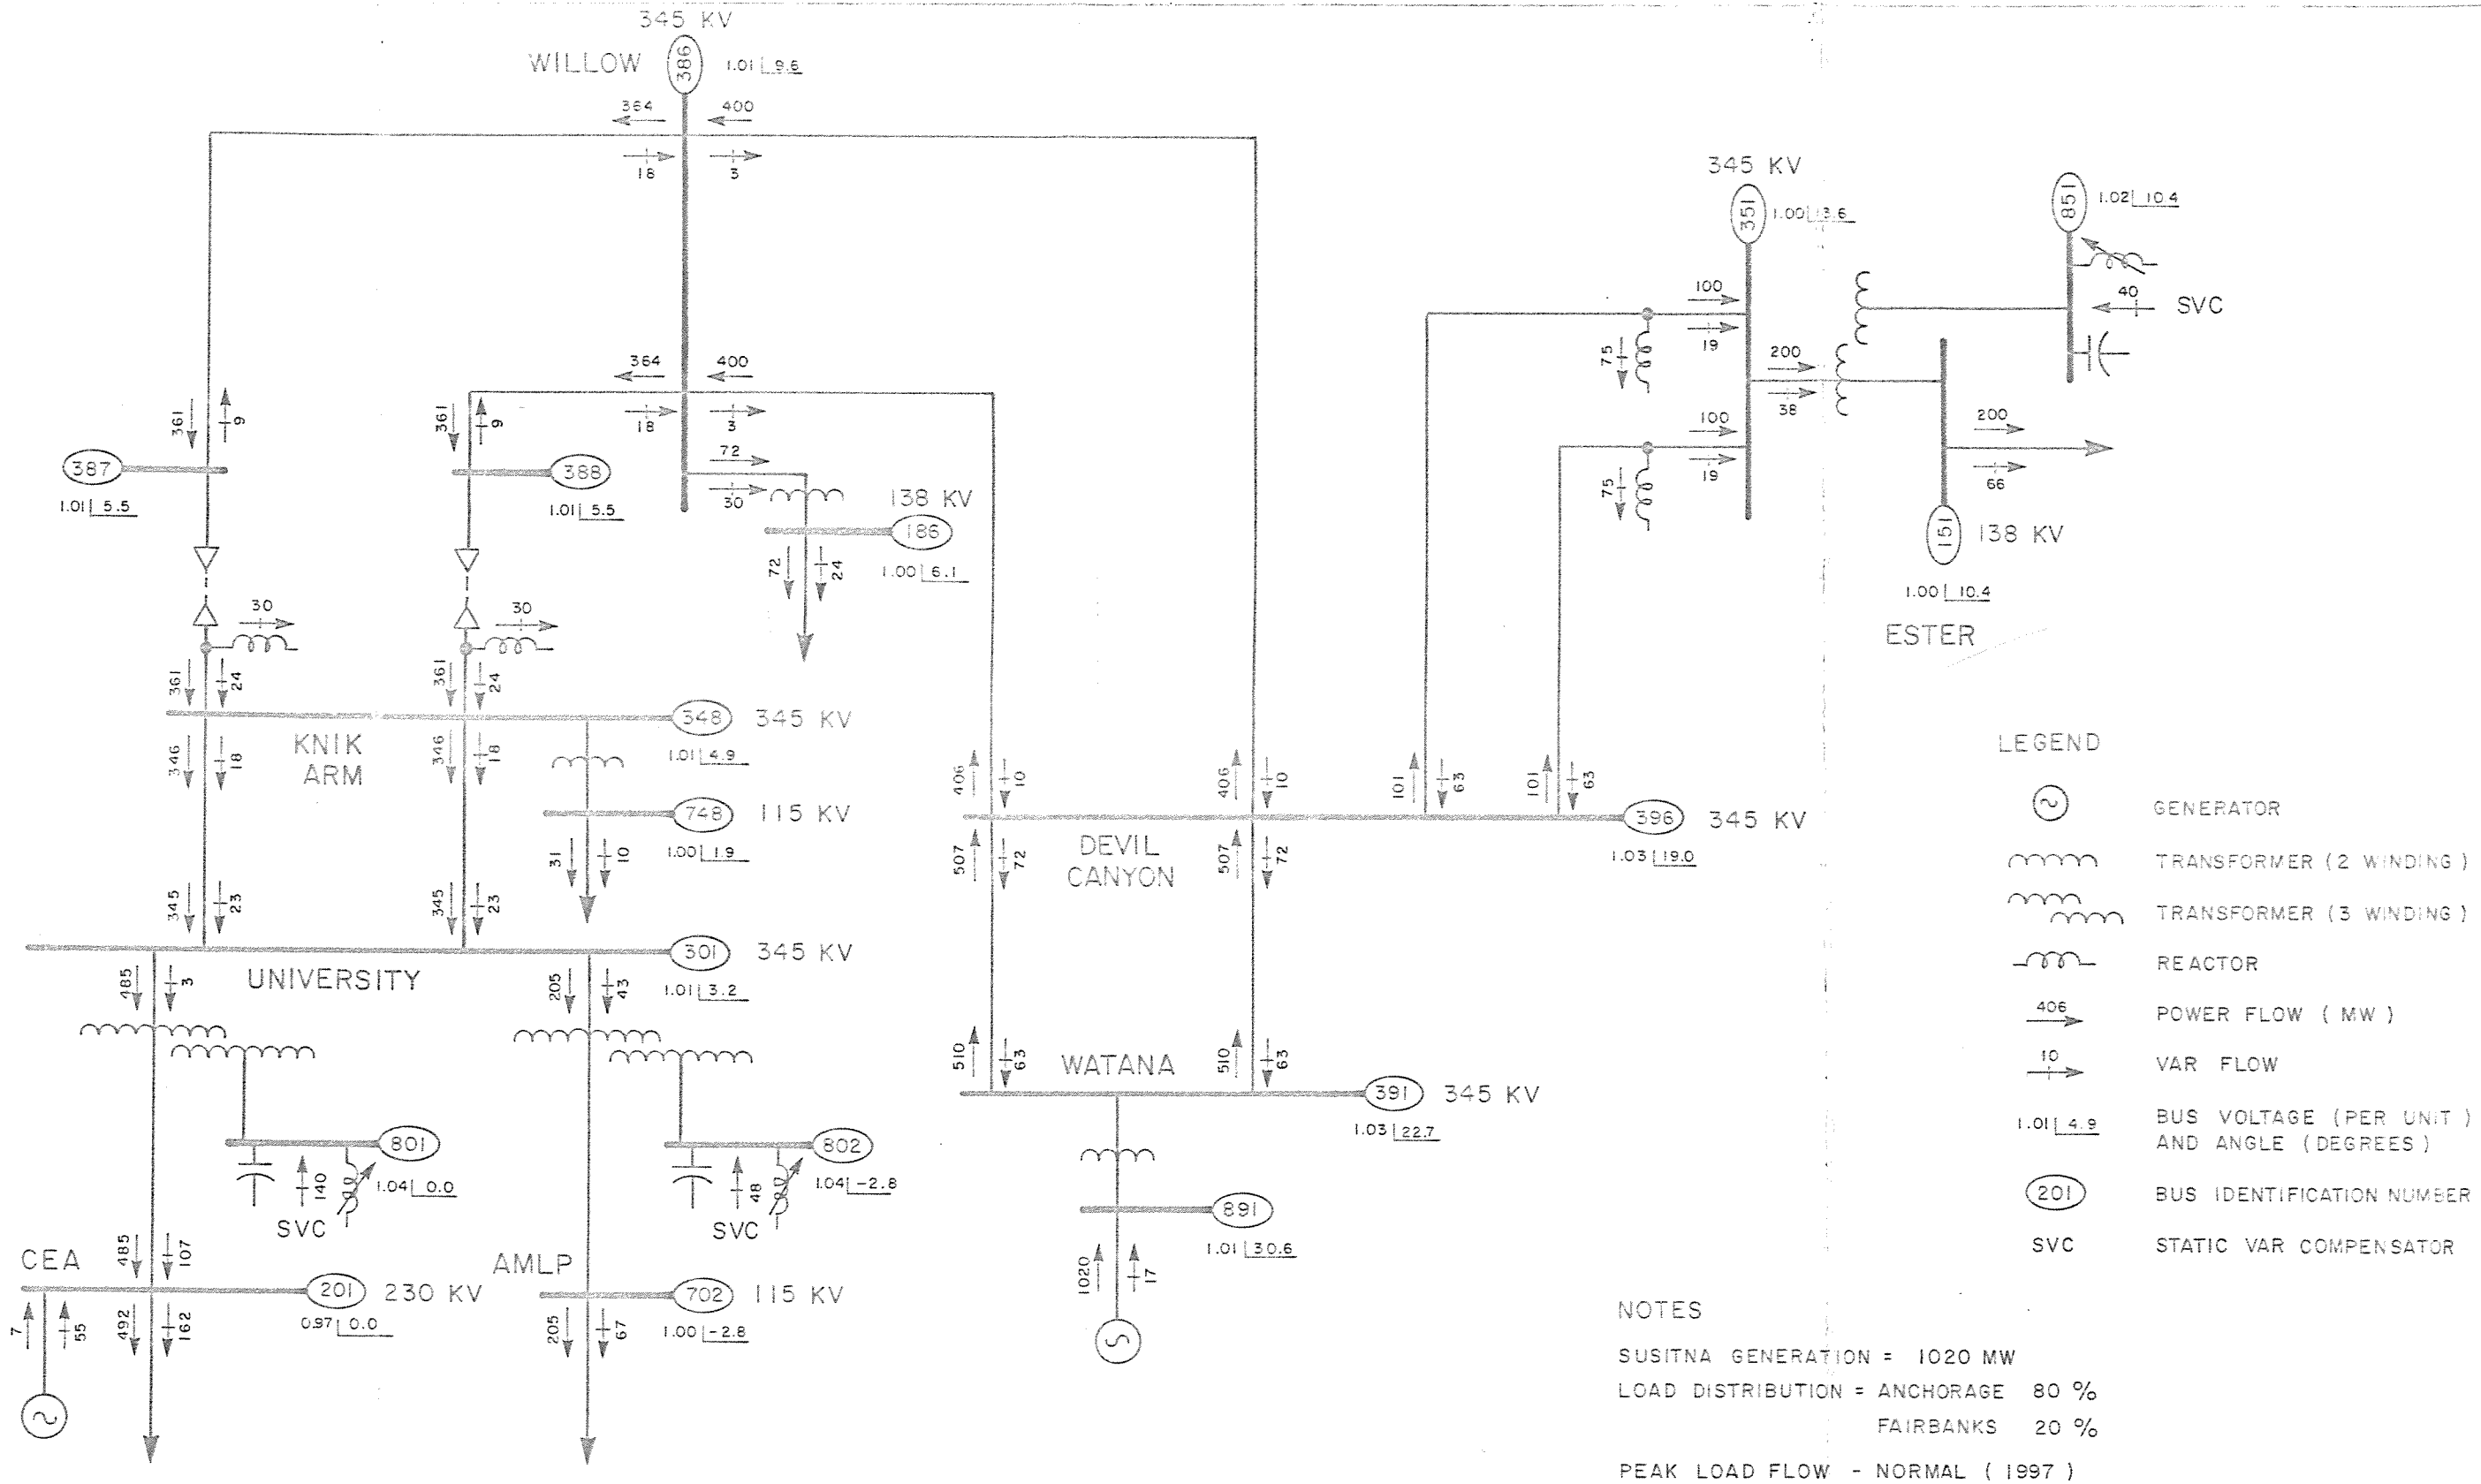 345 KV
WILLOW
386
1.01 9.6
364
400
18
3
364
400
18
3
72
30
138 KV
186
1.00 6.1
72
24
361
9
387
1.01 5.5
361
9
388
1.01 5.5
30
30
361
24
361
24
348
345 KV
1.01 4.9
KNIK
ARM
346
18
346
18
748
115 KV
1.00 1.9
31
10
345
23
345
23
301
345 KV
1.01 3.2
UNIVERSITY
485
3
205
43
801
1.04 0.0
140
SVC
802
1.04 -2.8
48
SVC
CEA
485
107
201
230 KV
0.97 0.0
7
55
492
162
AMLP
702
115 KV
1.00 -2.8
205
67
406
10
406
10
101
63
101
63
396
345 KV
1.03 19.0
DEVIL
CANYON
507
72
507
72
510
63
510
63
WATANA
391
345 KV
1.03 22.7
891
1.01 30.6
1020
17
345 KV
351
1.00 13.6
100
19
75
100
19
75
200
38
851
1.02 10.4
40
SVC
200
66
151
138 KV
1.00 10.4
ESTER
LEGEND
GENERATOR
TRANSFORMER (2 WINDING)
TRANSFORMER (3 WINDING)
REACTOR
406
POWER FLOW (MW)
10
VAR FLOW
1.01 4.9
BUS VOLTAGE (PER UNIT)
AND ANGLE (DEGREES)
201
BUS IDENTIFICATION NUMBER
SVC
STATIC VAR COMPENSATOR
NOTES
SUSITNA GENERATION = 1020 MW
LOAD DISTRIBUTION = ANCHORAGE 80 %
FAIRBANKS 20 %
PEAK LOAD FLOW - NORMAL (1997)